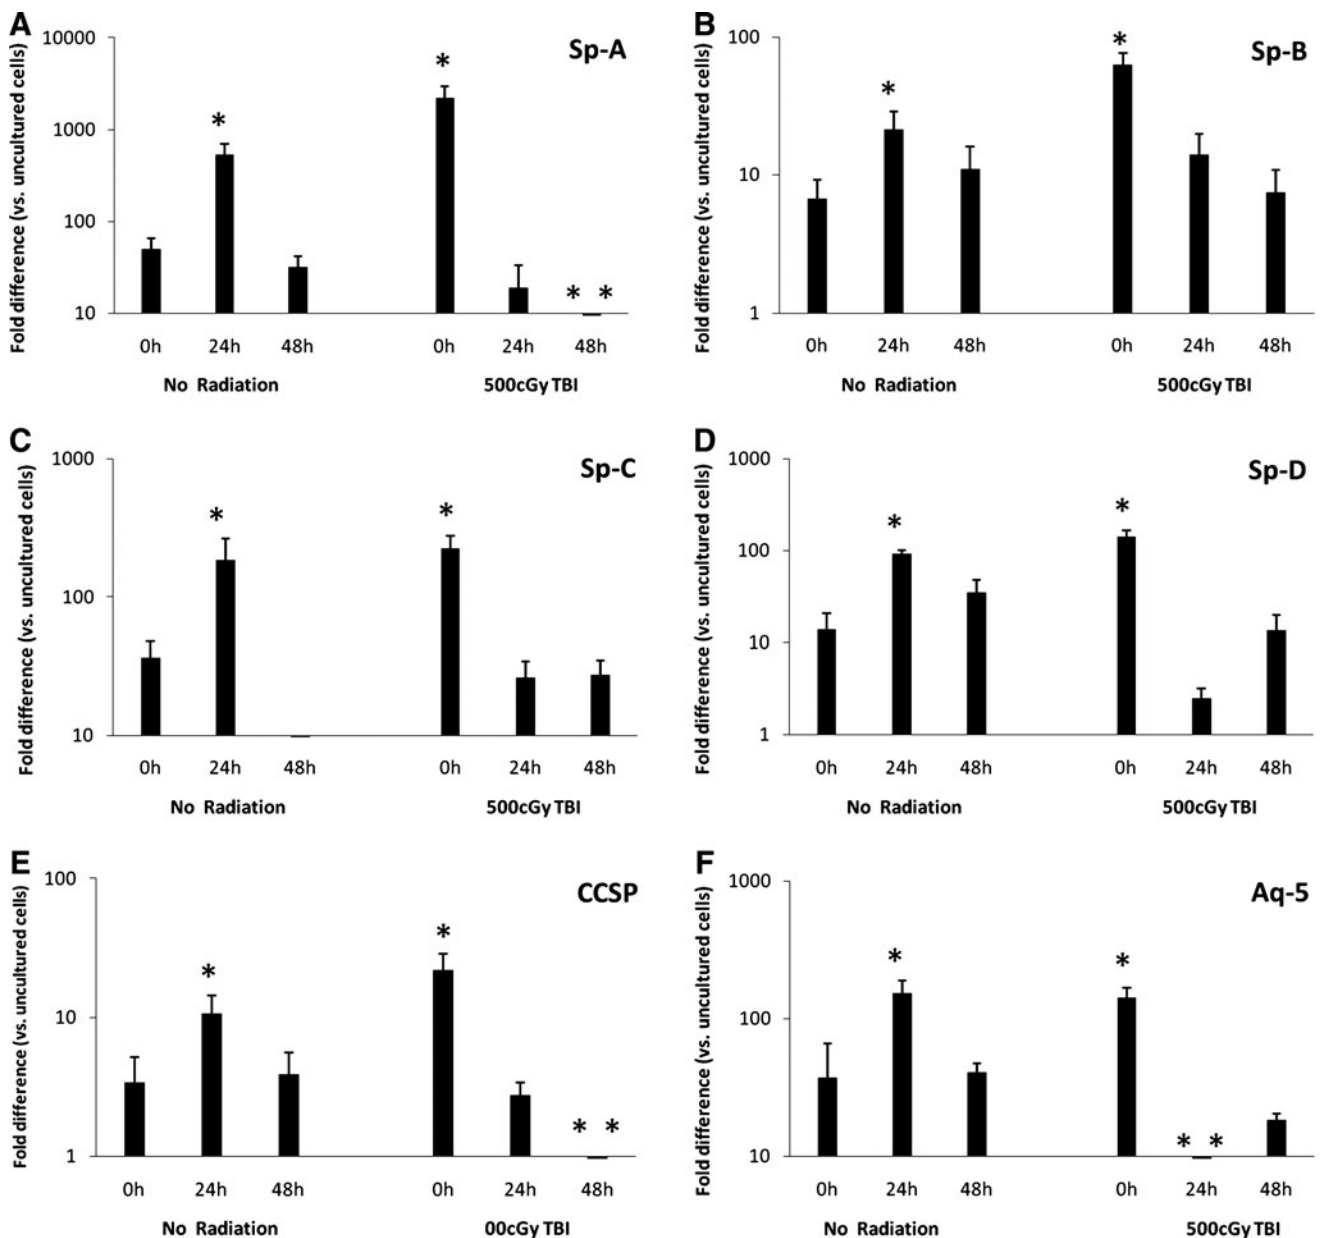 A
B
Fold difference (vs. uncultured cells)
10000
1000
100
10
Sp-A
*
*
* *
0h 24h 48h 0h 24h 48h
No Radiation 500cGy TBI
Fold difference (vs. uncultured cells)
100
10
1
Sp-B
*
*
0h 24h 48h 0h 24h 48h
No Radiation 500cGy TBI
C
D
Fold difference (vs. uncultured cells)
1000
100
10
Sp-C
*
*
0h 24h 48h 0h 24h 48h
No Radiation 500cGy TBI
Fold difference (vs. uncultured cells)
1000
100
10
1
Sp-D
*
*
0h 24h 48h 0h 24h 48h
No Radiation 500cGy TBI
E
F
Fold difference (vs. uncultured cells)
100
10
1
CCSP
*
*
* *
0h 24h 48h 0h 24h 48h
No Radiation 00cGy TBI
Fold difference (vs. uncultured cells)
1000
100
10
Aq-5
*
*
* *
0h 24h 48h 0h 24h 48h
No Radiation 500cGy TBI